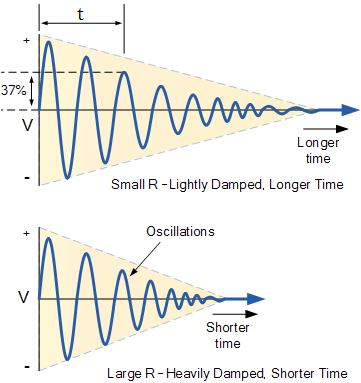 t
+
37%
V
-
Longer
time
Small R – Lightly Damped, Longer Time
+
Oscillations
V
Shorter
time
-
Large R – Heavily Damped, Shorter Time